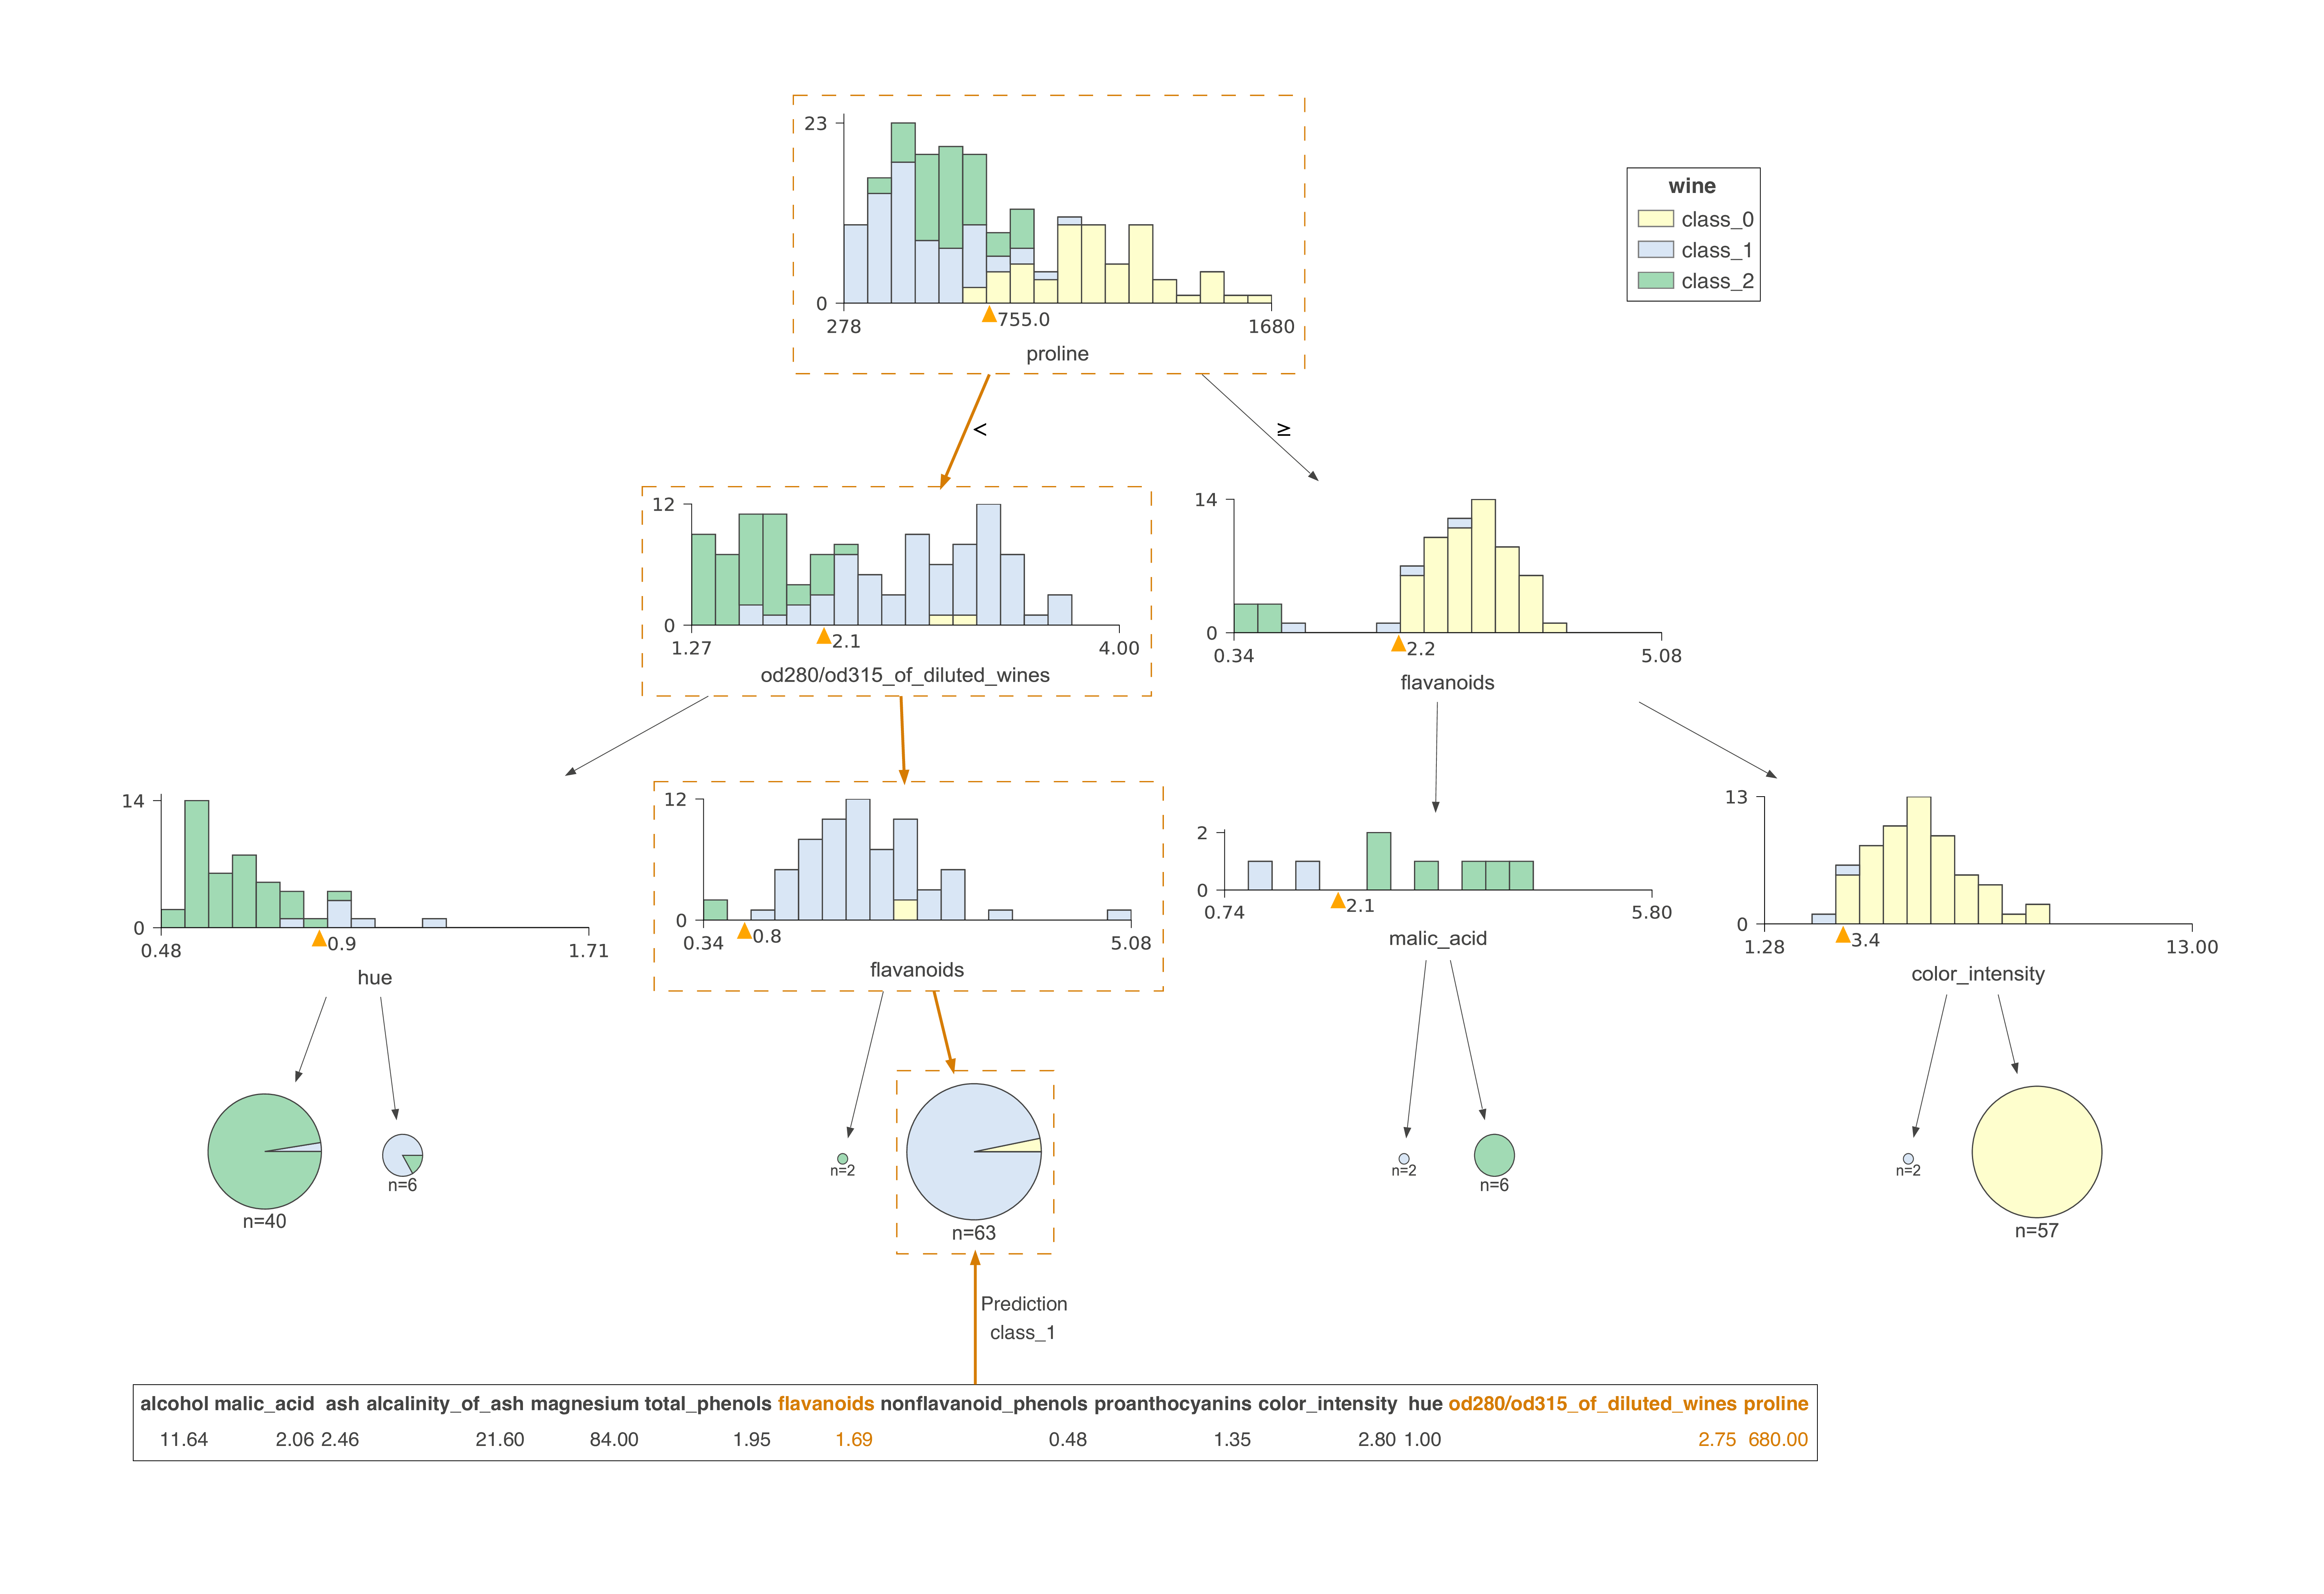 23
0
278
755.0
1680
proline
wine
class_0
class_1
class_2
<
≥
12
0
1.27
2.1
4.00
od280/od315_of_diluted_wines
14
0
0.34
2.2
5.08
flavanoids
14
0
0.48
0.9
1.71
hue
12
0
0.34
0.8
5.08
flavanoids
2
0
0.74
2.1
5.80
malic_acid
13
0
1.28
3.4
13.00
color_intensity
n=40
n=6
n=2
n=63
n=2
n=6
n=2
n=57
Prediction
class_1
alcohol malic_acid ash alcalinity_of_ash magnesium total_phenols flavanoids nonflavanoid_phenols proanthocyanins color_intensity hue od280/od315_of_diluted_wines proline
11.64 2.06 2.46 21.60 84.00 1.95 1.69 0.48 1.35 2.80 1.00 2.75 680.00